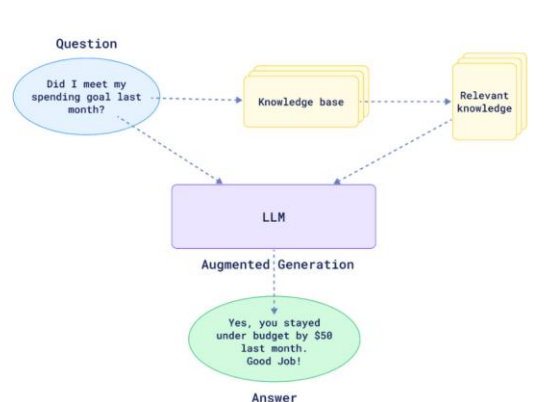 Question
Did I meet my
spending goal last
month?
Knowledge base
Relevant
knowledge
LLM
Augmented Generation
Yes, you stayed
under budget by $50
last month.
Good Job!
Answer